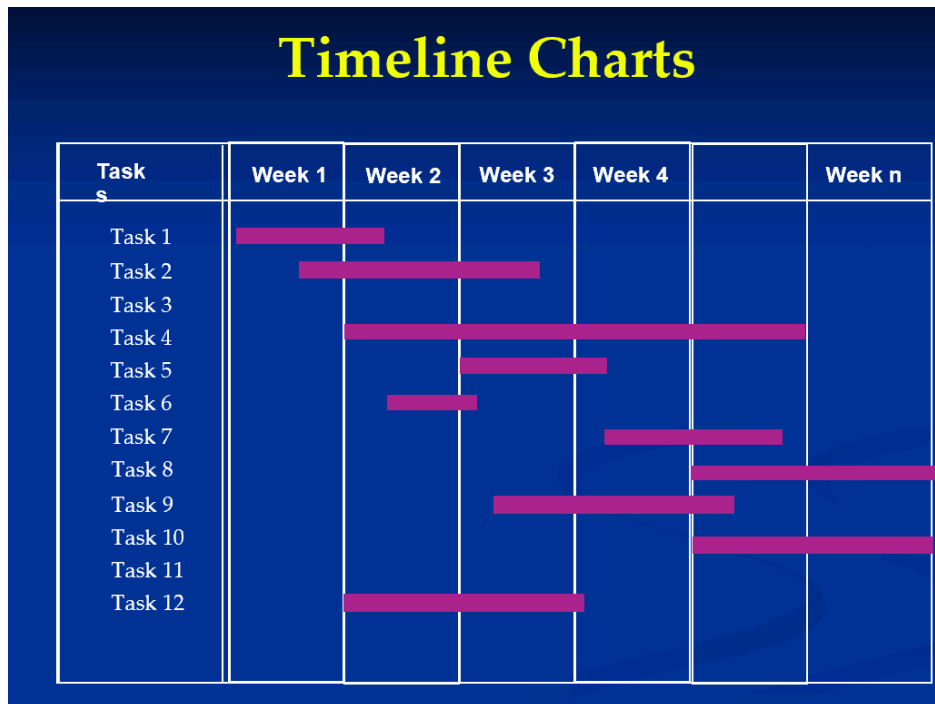 Timeline Charts
Task
s
Week 1
Week 2
Week 3
Week 4
Week n
Task 1
Task 2
Task 3
Task 4
Task 5
Task 6
Task 7
Task 8
Task 9
Task 10
Task 11
Task 12